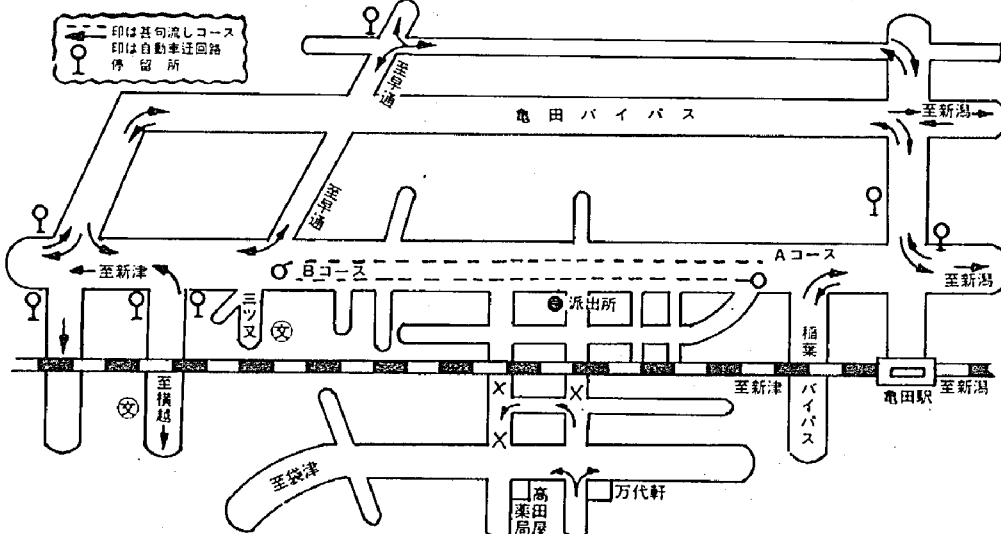 印は甚句流しコース
印は自動車迂回路
停留所
至早通
亀田バイパス
至新潟
至早通
Aコース
至新津
Bコース
至新潟
三ツ又
文
派出所
稲葉バイパス
至新津
亀田駅
至新潟
至横越
文
至袋津
高田屋薬局
万代軒